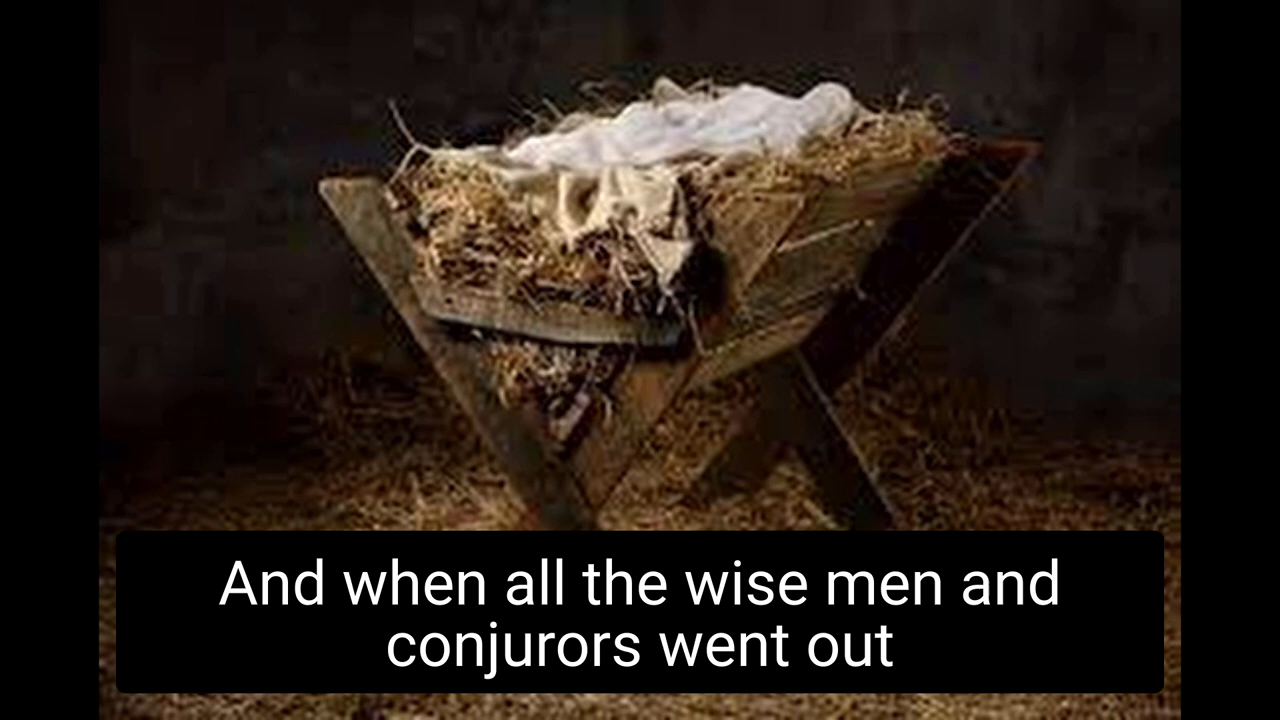 And when all the wise men and
conjurors went out